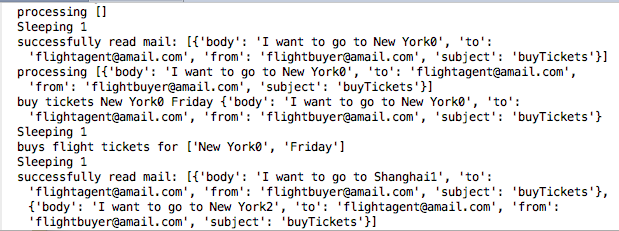 processing []
Sleeping 1
successfully read mail: [{'body': 'I want to go to New York0', 'to':
'flightagent@amail.com', 'from': 'flightbuyer@amail.com', 'subject': 'buyTickets'}]
processing [{'body': 'I want to go to New York0', 'to': 'flightagent@amail.com',
'from': 'flightbuyer@amail.com', 'subject': 'buyTickets'}]
buy tickets New York0 Friday {'body': 'I want to go to New York0', 'to':
'flightagent@amail.com', 'from': 'flightbuyer@amail.com', 'subject': 'buyTickets'}
Sleeping 1
buys flight tickets for ['New York0', 'Friday']
Sleeping 1
successfully read mail: [{'body': 'I want to go to Shanghai1', 'to':
'flightagent@amail.com', 'from': 'flightbuyer@amail.com', 'subject': 'buyTickets'},
{'body': 'I want to go to New York2', 'to': 'flightagent@amail.com', 'from':
'flightbuyer@amail.com', 'subject': 'buyTickets'}]